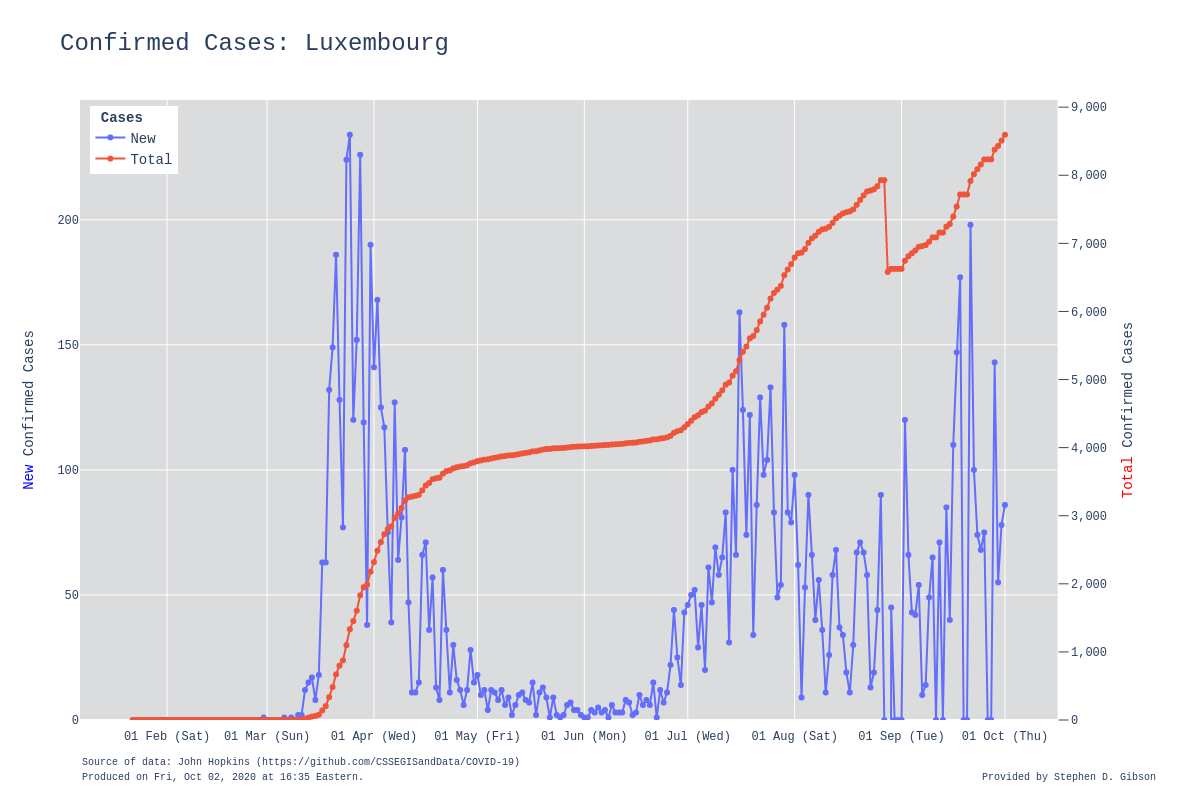 Confirmed Cases: Luxembourg
Cases
New
Total
200
150
100
50
0
9,000
8,000
7,000
6,000
5,000
4,000
3,000
2,000
1,000
0
New Confirmed Cases
Total Confirmed Cases
01 Feb (Sat) 01 Mar (Sun) 01 Apr (Wed) 01 May (Fri) 01 Jun (Mon) 01 Jul (Wed) 01 Aug (Sat) 01 Sep (Tue) 01 Oct (Thu)
Source of data: John Hopkins (https://github.com/CSSEGISandData/COVID-19)
Produced on Fri, Oct 02, 2020 at 16:35 Eastern.
Provided by Stephen D. Gibson